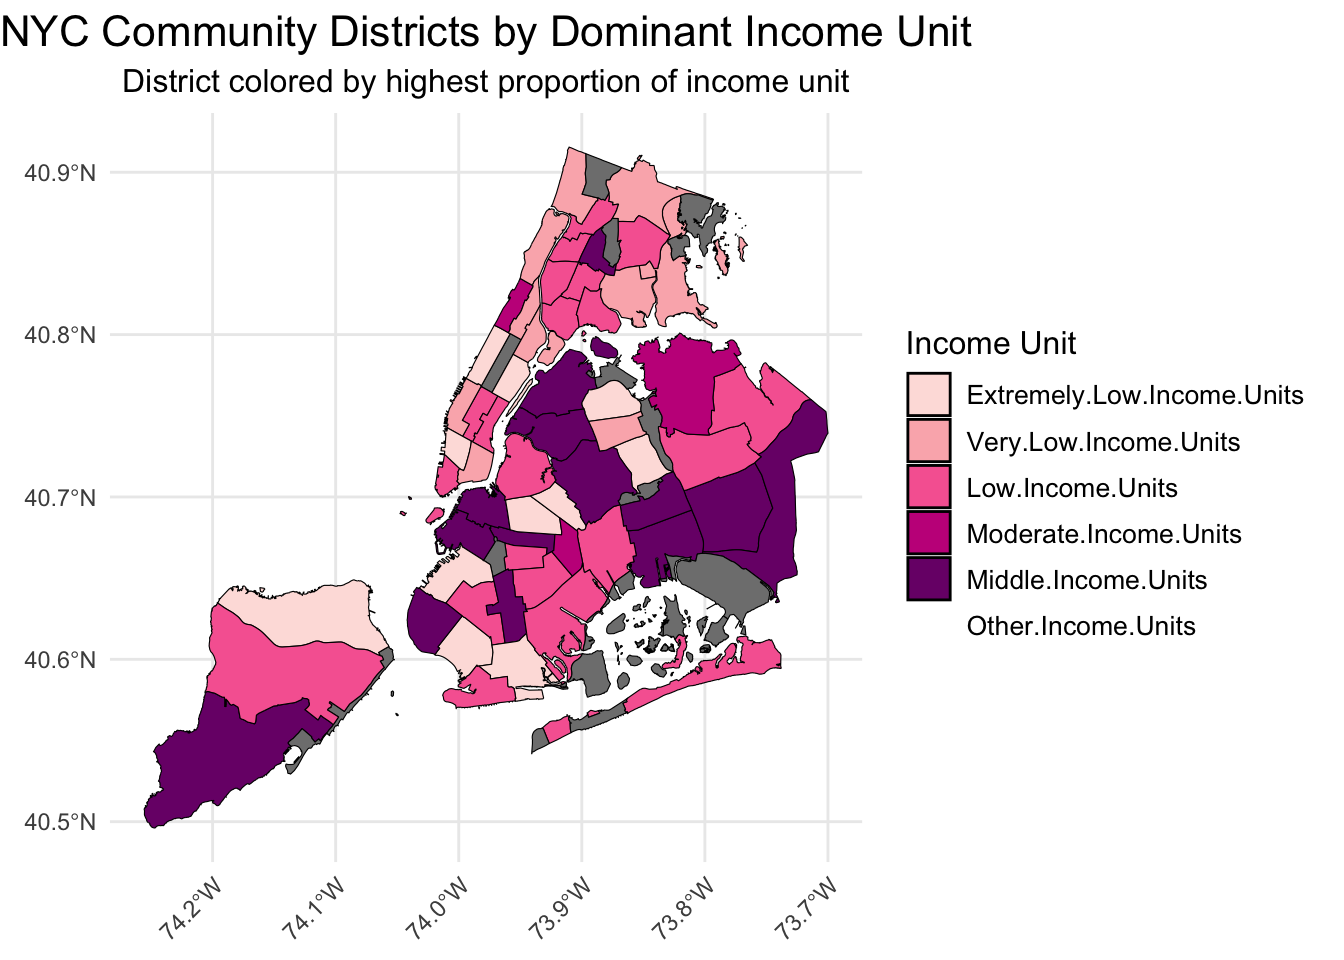 NYC Community Districts by Dominant Income Unit
District colored by highest proportion of income unit
40.9°N
40.8°N
40.7°N
40.6°N
40.5°N
74.2°W
74.1°W
74.0°W
73.9°W
73.8°W
73.7°W
Income Unit
Extremely.Low.Income.Units
Very.Low.Income.Units
Low.Income.Units
Moderate.Income.Units
Middle.Income.Units
Other.Income.Units